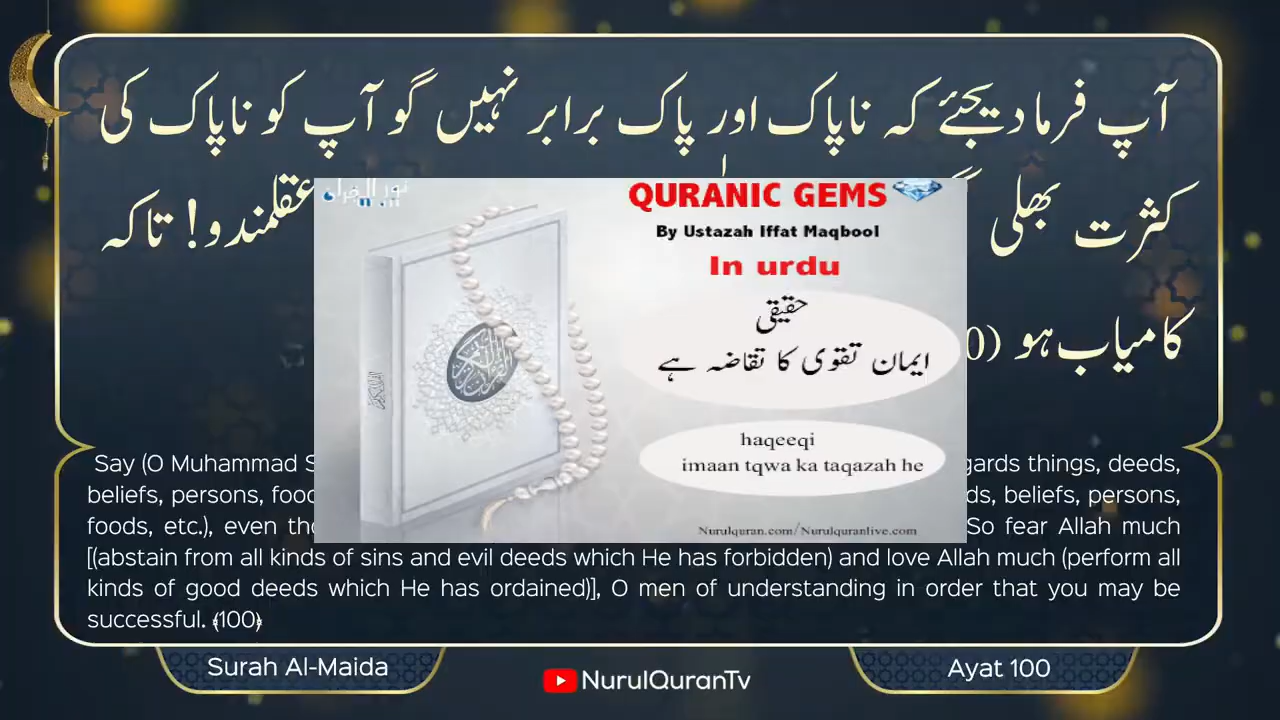 آپ فرما دیجئے کہ ناپاک اور پاک برابر نہیں گو آپ کو ناپاک کی
کثرت بھلی
عقلمندو! تاکہ
کامیاب ہو (
نور القرآن
QURANIC GEMS
By Ustazah Iffat Maqbool
In urdu
حقیقی
ایمان تقوی کا تقاضہ ہے
haqeeqi
imaan tqwa ka taqazah he
Nurulquran.com/Nurulquranlive.com
Say (O Muhammad S
gards things, deeds,
beliefs, persons, food
ds, beliefs, persons,
foods, etc.), even tho
So fear Allah much
[(abstain from all kinds of sins and evil deeds which He has forbidden) and love Allah much (perform all
kinds of good deeds which He has ordained)], O men of understanding in order that you may be
successful. ﴾100﴿
Surah Al-Maida
NurulQuranTv
Ayat 100